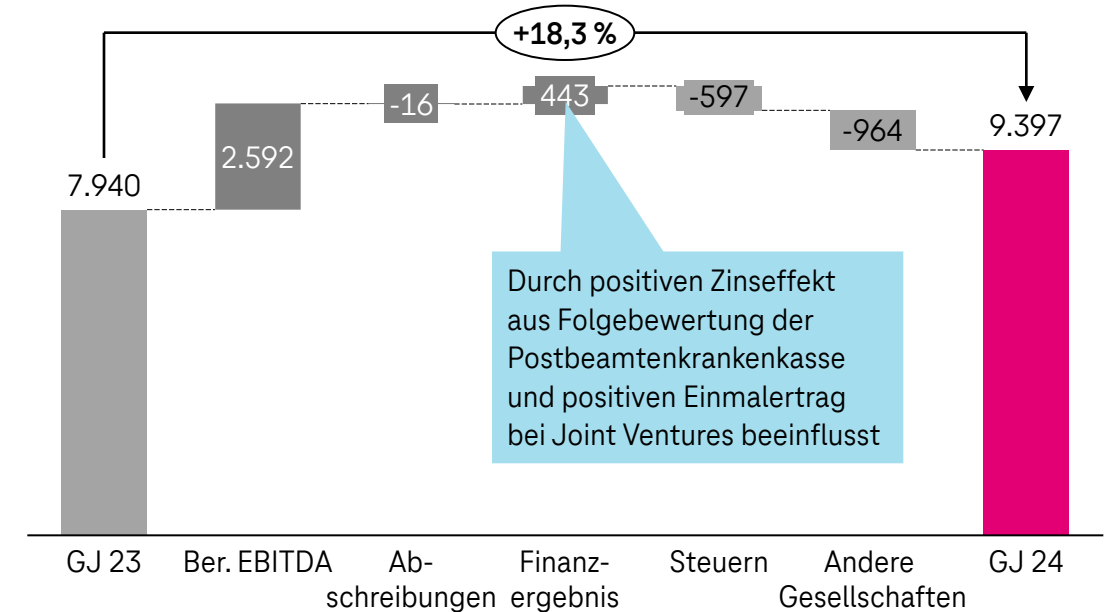 +18,3 %
7.940
2.592
-16
443
-597
-964
9.397
Durch positiven Zinseffekt
aus Folgebewertung der
Postbeamtenkrankenkasse
und positiven Einmalertrag
bei Joint Ventures beeinflusst
GJ 23
Ber. EBITDA
Ab-
schreibungen
Finanz-
ergebnis
Steuern
Andere
Gesellschaften
GJ 24